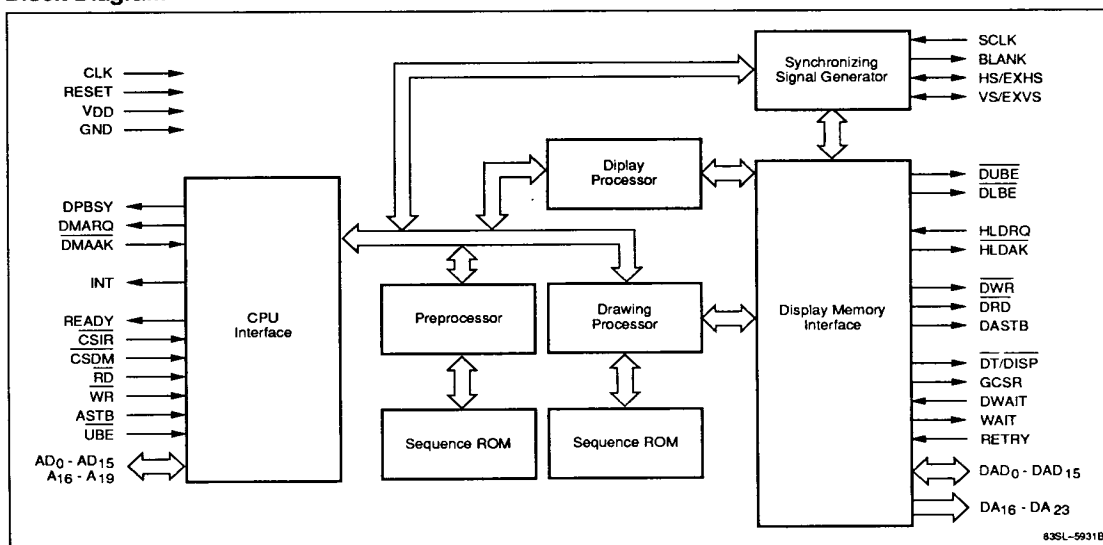 Block Diagram
CLK
RESET
VDD
GND
DPBSY
DMARQ
DMAAK
INT
READY
CSIR
CSDM
RD
WR
ASTB
UBE
AD0 - AD15
A16 - A19
CPU
Interface
Preprocessor
Sequence ROM
Diplay
Processor
Drawing
Processor
Sequence ROM
Synchronizing
Signal Generator
Display Memory
Interface
SCLK
BLANK
HS/EXHS
VS/EXVS
DUBE
DLBE
HLDRQ
HLDAK
DWR
DRD
DASTB
DT/DISP
GCSR
DWAIT
WAIT
RETRY
DAD0 - DAD15
DA16 - DA23
83SL-5931B